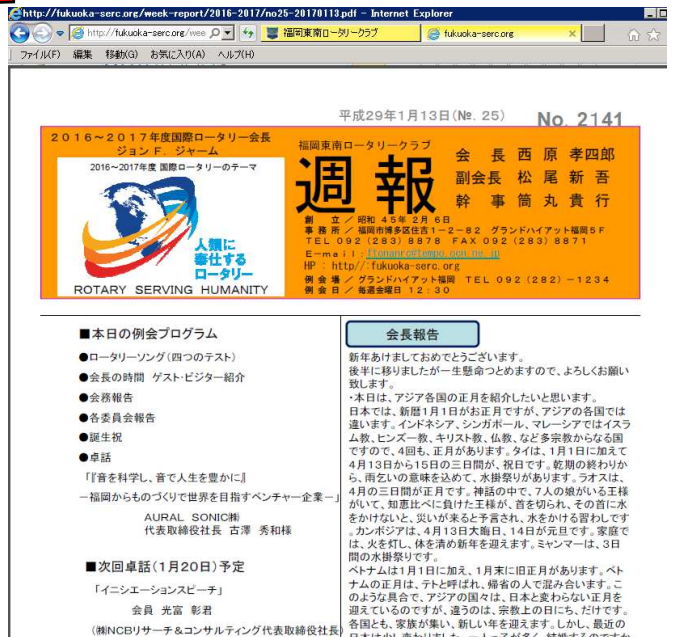 http://fukuoka-serc.org/week-report/2016-2017/no25-20170113.pdf - Internet Explorer
http://fukuoka-serc.org/wee
福岡東南ロータリークラブ
fukuoka-serc.org
ファイル(F) 編集 移動(G) お気に入り(A) ヘルプ(H)
平成29年1月13日(№. 25) No. 2141
2016~2017年度国際ロータリー会長
ジョン F. ジャーム
2016~2017年度 国際ロータリーのテーマ
人類に
奉仕する
ロータリー
ROTARY SERVING HUMANITY
福岡東南ロータリークラブ
週報
会 長 西 原 孝四郎
副会長 松 尾 新 吾
幹 事 筒 丸 貴 行
創 立 / 昭和 45年 2月 6日
事 務 所 / 福岡市博多区住吉1-2-82 グランドハイアット福岡5F
TEL 092(283)8878 FAX 092(283)8871
E-mail:ftonanro@tempo.ocn.ne.jp
HP : http//:fukuoka-serc.org
例 会 場 / グランドハイアット福岡 TEL 092(282)-1234
例 会 日 / 毎週金曜日 12:30
■本日の例会プログラム
●ロータリーソング(四つのテスト)
●会長の時間 ゲスト・ビジター紹介
●会務報告
●各委員会報告
●誕生祝
●卓話
「『音を科学し、音で人生を豊かに』
-福岡からものづくりで世界を目指すベンチャー企業-」
AURAL SONIC㈱
代表取締役社長 古澤 秀和様
■次回卓話(1月20日)予定
「イニシエーションスピーチ」
会員 光富 彰君
(㈱NCBリサーチ&コンサルティング代表取締役社長)
会長報告
新年あけましておめでとうございます。
後半に移りましたが一生懸命つとめますので、よろしくお願い
致します。
・本日は、アジア各国の正月を紹介したいと思います。
日本では、新暦1月1日がお正月ですが、アジアの各国では
違います。インドネシア、シンガポール、マレーシアではイスラ
ム教、ヒンズー教、キリスト教、仏教、など多宗教からなる国
ですので、4回も、正月があります。タイは、1月1日に加えて
4月13日から15日の三日間が、祝日です。乾期の終わりか
ら、雨乞いの意味を込めて、水掛祭りがあります。ラオスは、
4月の三日間が正月です。神話の中で、7人の娘がいる王様
がいて、知恵比べに負けた王様が、首を切られ、その首に水
をかけないと、災いが来ると予言され、水をかける習わしです
。カンボジアは、4月13日大晦日、14日が元旦です。家庭で
は、火を灯し、体を清め新年を迎えます。ミャンマーは、3日
間の水掛祭りです。
ベトナムは1月1日に加え、1月末に旧正月があります。ベト
ナムの正月は、テトと呼ばれ、帰省の人で混み合います。こ
のような具合で、アジアの国々は、日本と変わらない正月を
迎えているのですが、違うのは、宗教上の日にち、だけです。
各国とも、家族が集い、新しい年を迎えます。しかし、最近の